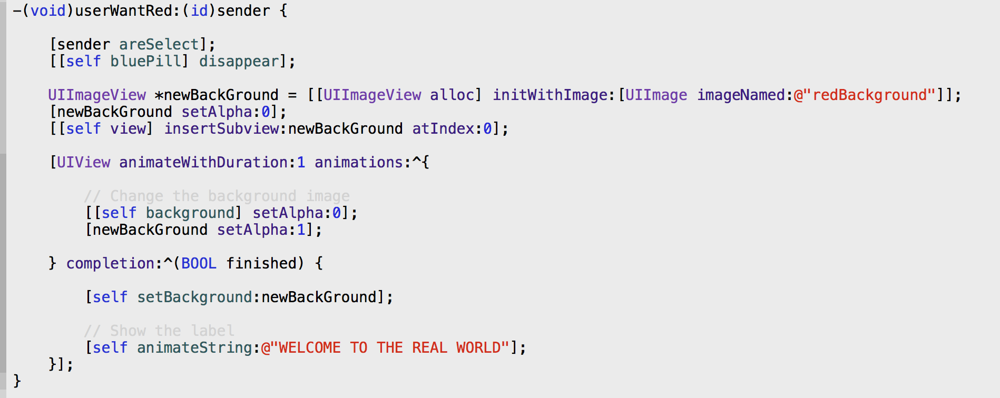 -(void)userWantRed:(id)sender {
[sender areSelect];
[[self bluePill] disappear];
UIImageView *newBackGround = [[UIImageView alloc] initWithImage:[UIImage imageNamed:@"redBackground"]];
[newBackGround setAlpha:0];
[[self view] insertSubview:newBackGround atIndex:0];
[UIView animateWithDuration:1 animations:^{
// Change the background image
[[self background] setAlpha:0];
[newBackGround setAlpha:1];
} completion:^(BOOL finished) {
[self setBackground:newBackGround];
// Show the label
[self animateString:@"WELCOME TO THE REAL WORLD"];
}];
}